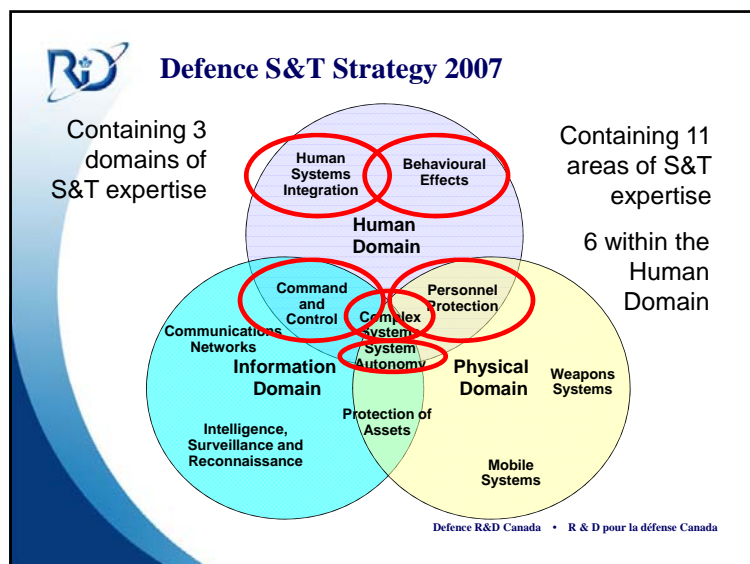 R&D
Defence S&T Strategy 2007
Containing 3
domains of
S&T expertise
Containing 11
areas of S&T
expertise
6 within the
Human
Domain
Human
Systems
Integration
Behavioural
Effects
Human
Domain
Command
and
Control
Personnel
Protection
Complex
Systems
System
Autonomy
Communications
Networks
Information
Domain
Physical
Domain
Weapons
Systems
Protection of
Assets
Intelligence,
Surveillance and
Reconnaissance
Mobile
Systems
Defence R&D Canada • R & D pour la défense Canada